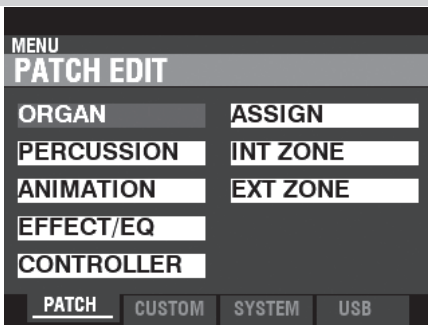 MENU
PATCH EDIT
ORGAN
PERCUSSION
ANIMATION
EFFECT/EQ
CONTROLLER
ASSIGN
INT ZONE
EXT ZONE
PATCH CUSTOM SYSTEM USB